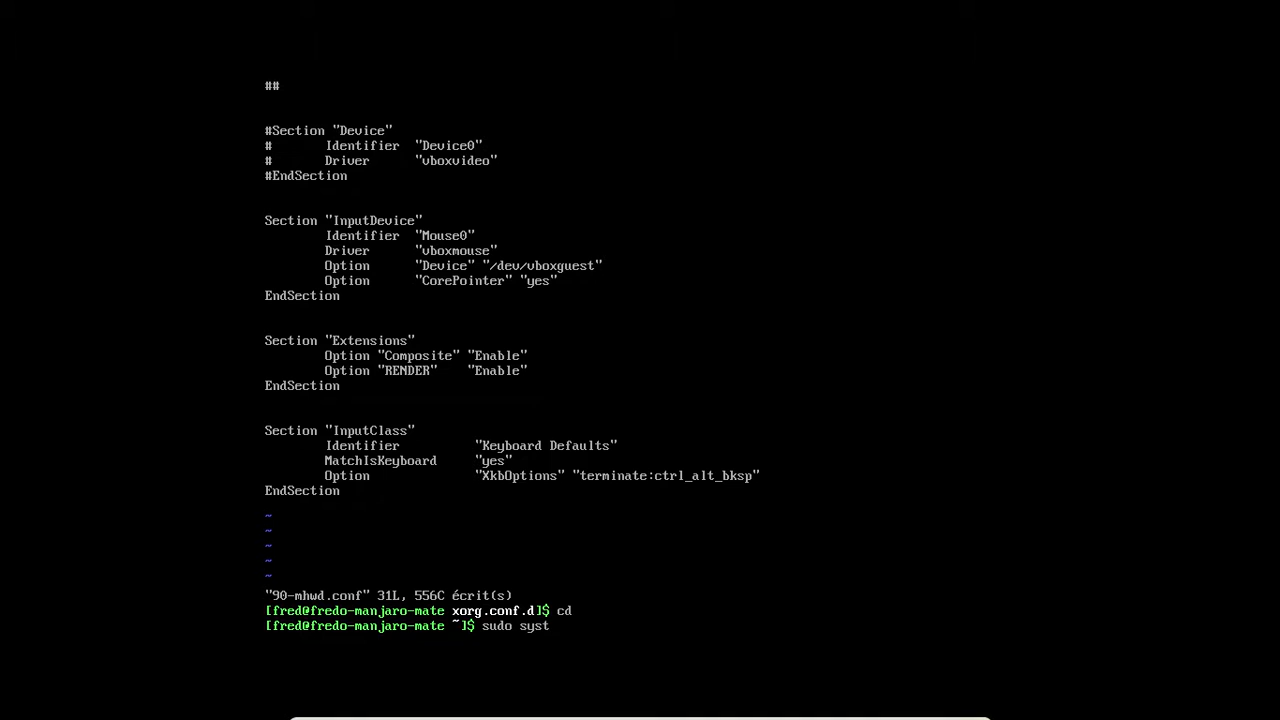 ##
#Section "Device"
#       Identifier  "Device0"
#       Driver      "vboxvideo"
#EndSection
Section "InputDevice"
        Identifier  "Mouse0"
        Driver      "vboxmouse"
        Option      "Device" "/dev/vboxguest"
        Option      "CorePointer" "yes"
EndSection
Section "Extensions"
        Option "Composite" "Enable"
        Option "RENDER"    "Enable"
EndSection
Section "InputClass"
        Identifier          "Keyboard Defaults"
        MatchIsKeyboard     "yes"
        Option              "XkbOptions" "terminate:ctrl_alt_bksp"
EndSection
~
~
~
~
~
"90-mhwd.conf" 31L, 556C écrit(s)
[fred@fredo-manjaro-mate xorg.conf.d]$ cd
[fred@fredo-manjaro-mate ~]$ sudo syst